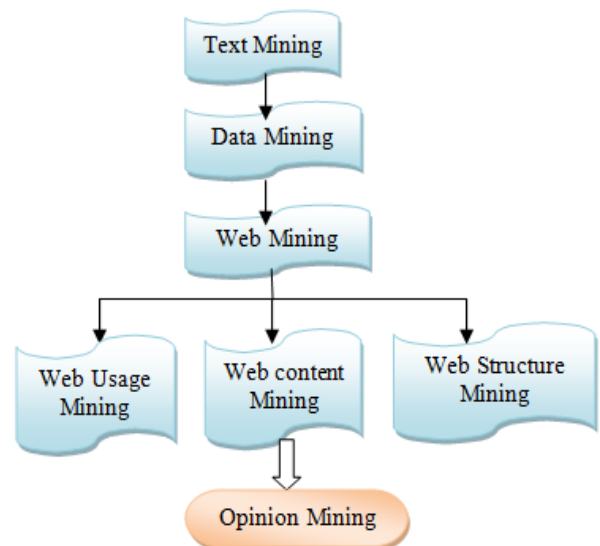 Text Mining
Data Mining
Web Mining
Web Usage
Mining
Web content
Mining
Web Structure
Mining
Opinion Mining